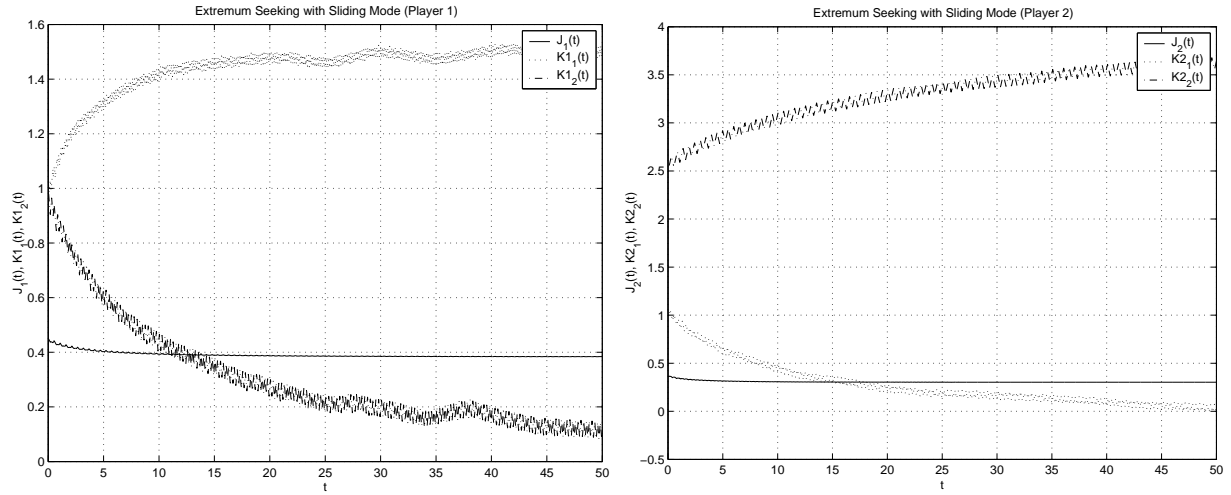 Extremum Seeking with Sliding Mode (Player 1)
J_1(t)
K1_1(t)
K1_2(t)
1.6
1.4
1.2
1
0.8
0.6
0.4
0.2
0
J_1(t), K1_1(t), K1_2(t)
0 5 10 15 20 25 30 35 40 45 50
t
Extremum Seeking with Sliding Mode (Player 2)
J_2(t)
K2_1(t)
K2_2(t)
4
3.5
3
2.5
2
1.5
1
0.5
0
−0.5
J_2(t), K2_1(t), K2_2(t)
0 5 10 15 20 25 30 35 40 45 50
t